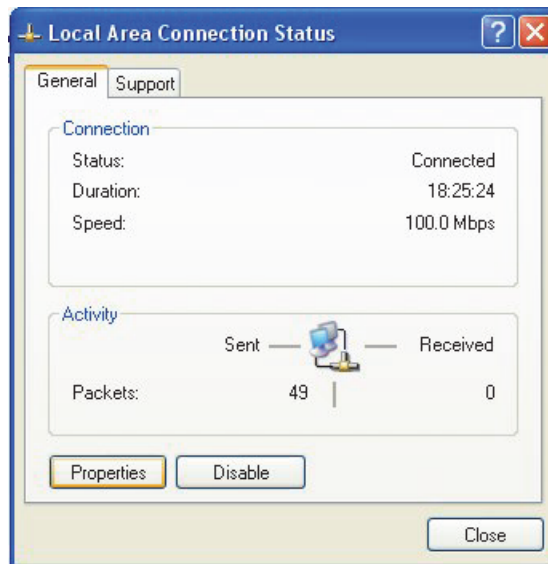 Local Area Connection Status
General Support
Connection
Status: Connected
Duration: 18:25:24
Speed: 100.0 Mbps
Activity
Sent Received
Packets: 49 0
Properties Disable
Close